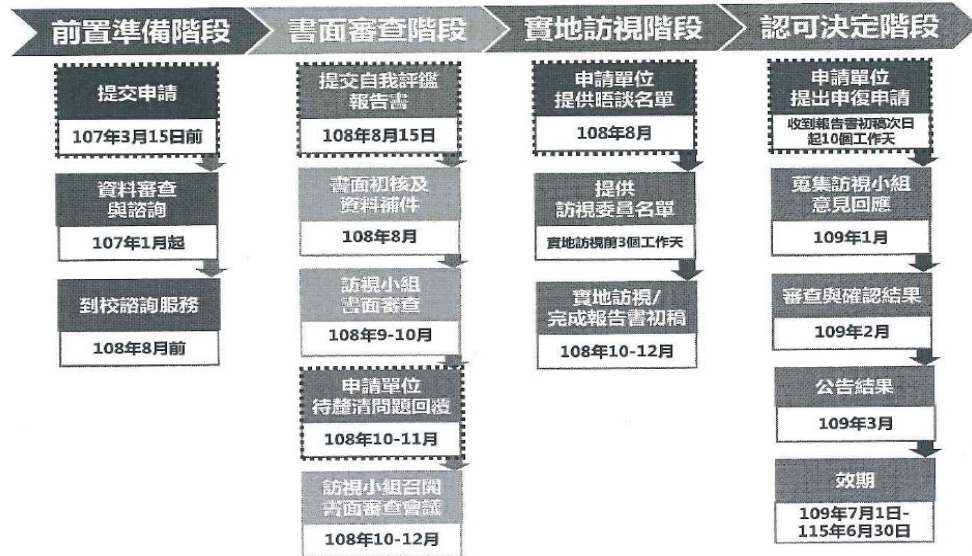 前置準備階段
書面審查階段
實地訪視階段
認可決定階段
提交申請
107年3月15日前
資料審查
與諮詢
107年1月起
到校諮詢服務
108年8月前
提交自我評鑑
報告書
108年8月15日
書面初核及
資料補件
108年8月
訪視小組
書面審查
108年9-10月
申請單位
待釐清問題回覆
108年10-11月
訪視小組召開
書面審查會議
108年10-12月
申請單位
提供晤談名單
108年8月
提供
訪視委員名單
實地訪視前3個工作天
實地訪視/
完成報告書初稿
108年10-12月
申請單位
提出申復申請
收到報告書初稿次日
起10個工作天
蒐集訪視小組
意見回應
109年1月
審查與確認結果
109年2月
公告結果
109年3月
效期
109年7月1日-
115年6月30日